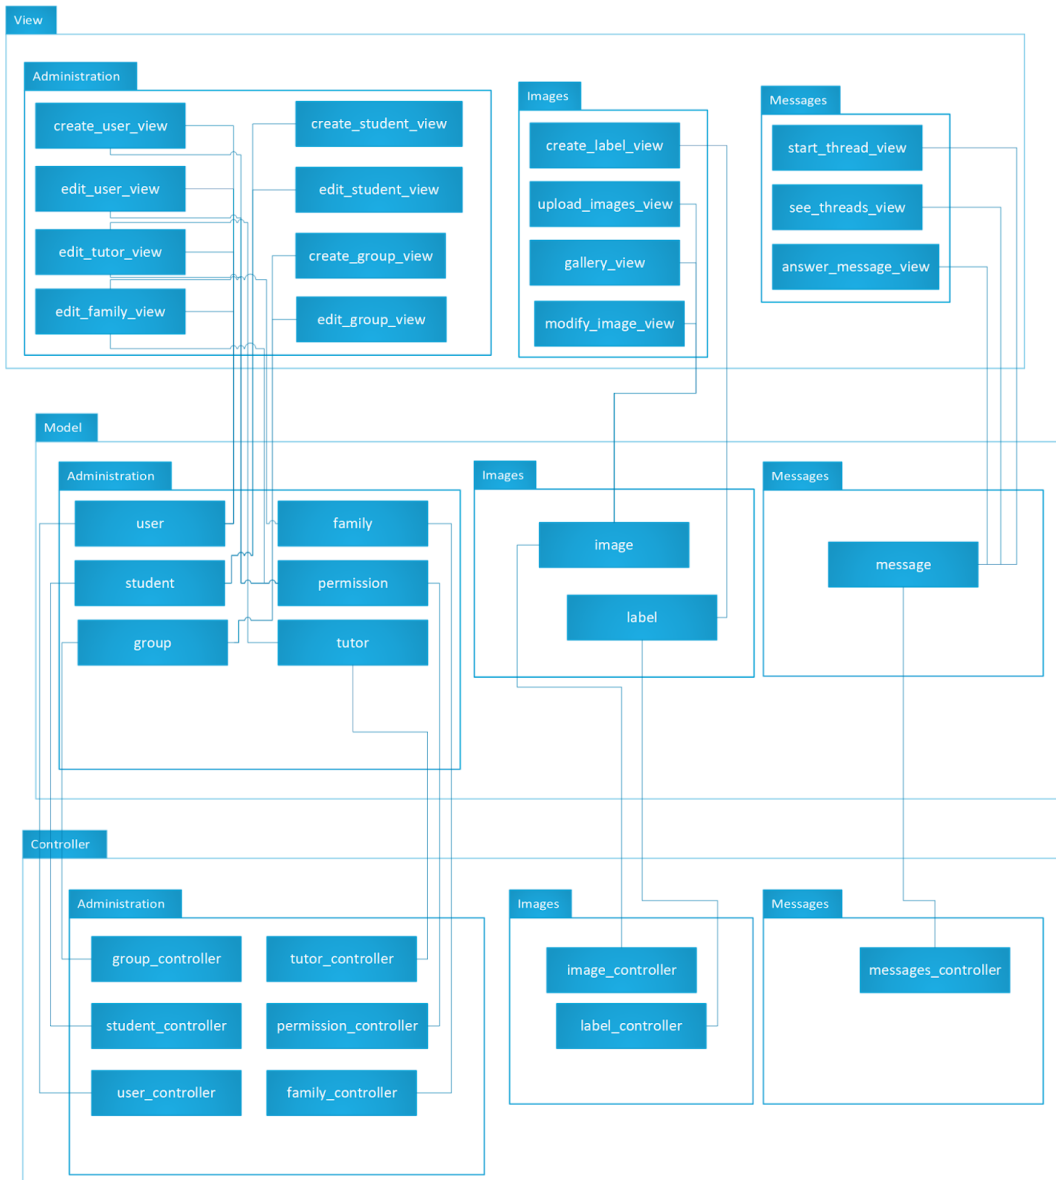 View
Administration
create_user_view
create_student_view
edit_user_view
edit_student_view
edit_tutor_view
create_group_view
edit_family_view
edit_group_view
Images
create_label_view
upload_images_view
gallery_view
modify_image_view
Messages
start_thread_view
see_threads_view
answer_message_view
Model
Administration
user
family
student
permission
group
tutor
Images
image
label
Messages
message
Controller
Administration
group_controller
tutor_controller
student_controller
permission_controller
user_controller
family_controller
Images
image_controller
label_controller
Messages
messages_controller